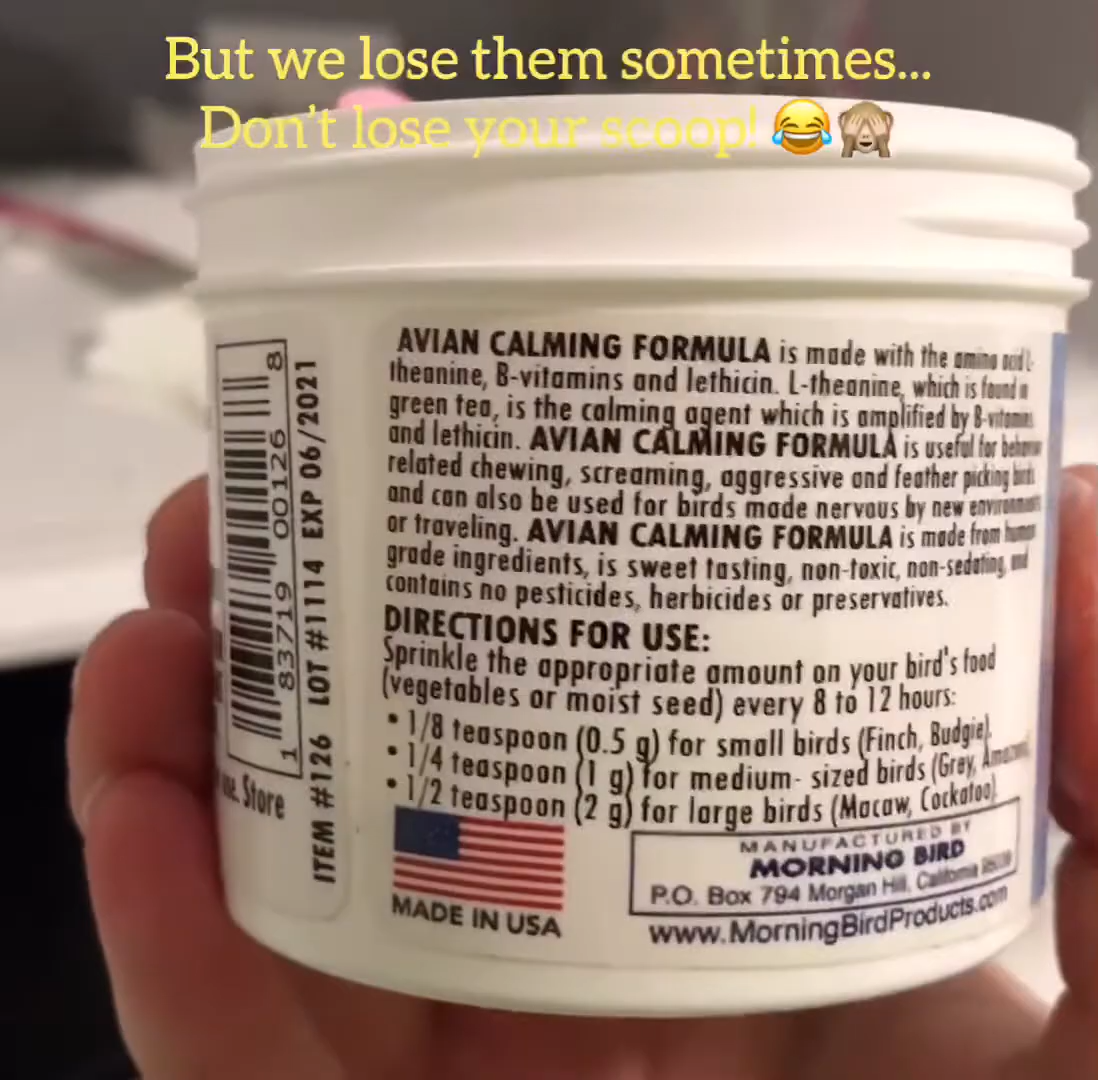 But we lose them sometimes...
Don't lose your scoop! 😂🙈
AVIAN CALMING FORMULA is made with the amino acid L-
theanine, B-vitamins and lethicin. L-theanine, which is found in
green tea, is the calming agent which is amplified by B-vitamins
and lethicin. AVIAN CALMING FORMULA is useful for behavior
related chewing, screaming, aggressive and feather picking birds
and can also be used for birds made nervous by new environments
or traveling. AVIAN CALMING FORMULA is made from human
grade ingredients, is sweet tasting, non-toxic, non-sedating, and
contains no pesticides, herbicides or preservatives.
DIRECTIONS FOR USE:
Sprinkle the appropriate amount on your bird's food
(vegetables or moist seed) every 8 to 12 hours:
• 1/8 teaspoon (0.5 g) for small birds (Finch, Budgie).
• 1/4 teaspoon (1 g) for medium- sized birds (Grey, Amazons)
• 1/2 teaspoon (2 g) for large birds (Macaw, Cockatoo).
MADE IN USA
MANUFACTURED BY
MORNING BIRD
P.O. Box 794 Morgan Hill, California
www.MorningBirdProducts.com
1 83719 00126 8
ITEM #126 LOT #1114 EXP 06/2021
use. Store